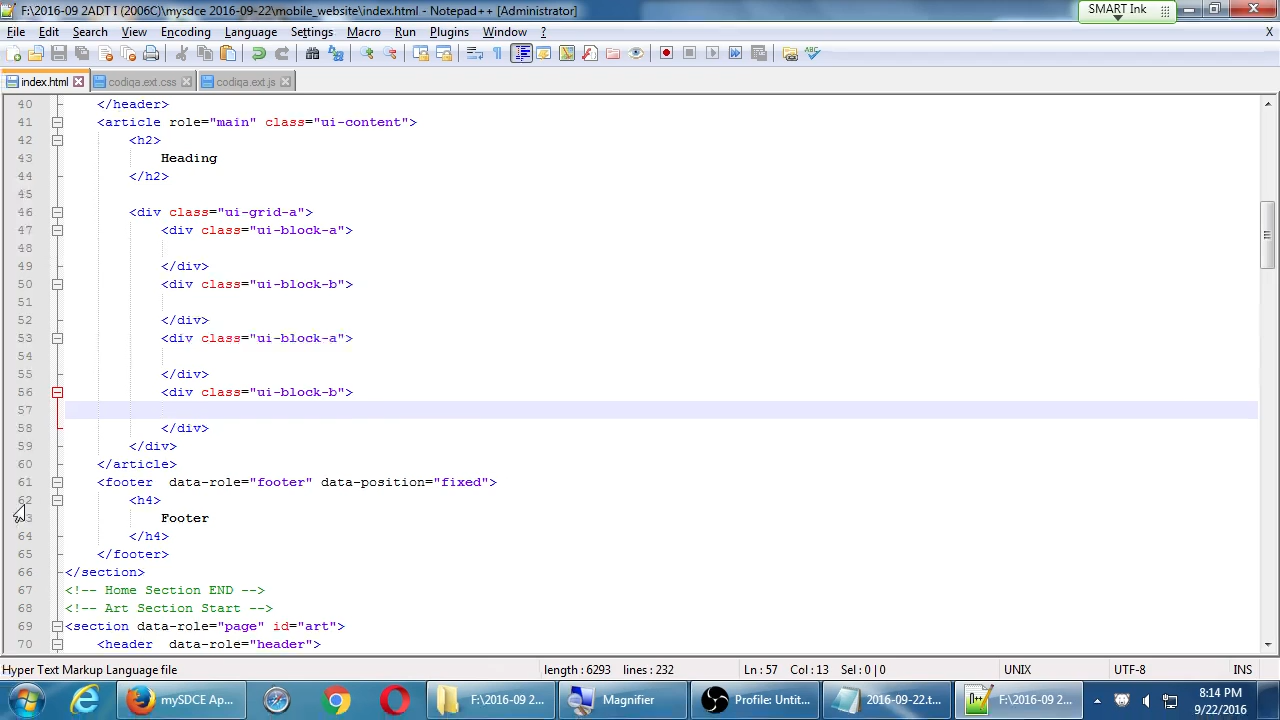 F:\2016-09 2ADT I (2006C)\mysdce 2016-09-22\mobile_website\index.html - Notepad++ [Administrator]
SMART Ink
File Edit Search View Encoding Language Settings Macro Run Plugins Window ? X
index.html codiqa.ext.css codiqa.ext.js
40 </header>
41 <article role="main" class="ui-content">
42 <h2>
43 Heading
44 </h2>
45
46 <div class="ui-grid-a">
47 <div class="ui-block-a">
48
49 </div>
50 <div class="ui-block-b">
51
52 </div>
53 <div class="ui-block-a">
54
55 </div>
56 <div class="ui-block-b">
57
58 </div>
59 </div>
60 </article>
61 <footer  data-role="footer" data-position="fixed">
62 <h4>
3 Footer
64 </h4>
65 </footer>
66 </section>
67 <!-- Home Section END -->
68 <!-- Art Section Start -->
69 <section data-role="page" id="art">
70 <header  data-role="header">
Hyper Text Markup Language file length : 6293 lines : 232 Ln : 57 Col : 13 Sel : 0 | 0 UNIX UTF-8 INS
mySDCE Ap... F:\2016-09 2... Magnifier Profile: Untit... 2016-09-22.t... F:\2016-09 2... 8:14 PM
9/22/2016